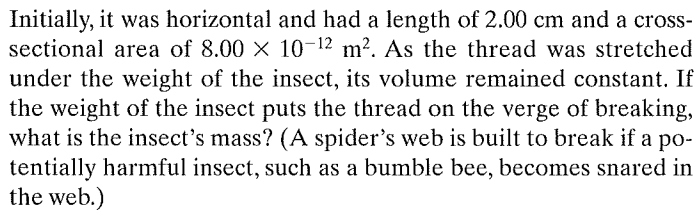 Initially, it was horizontal and had a length of 2.00 cm and a cross-
sectional area of 8.00 × 10⁻¹² m². As the thread was stretched
under the weight of the insect, its volume remained constant. If
the weight of the insect puts the thread on the verge of breaking,
what is the insect's mass? (A spider's web is built to break if a po-
tentially harmful insect, such as a bumble bee, becomes snared in
the web.)